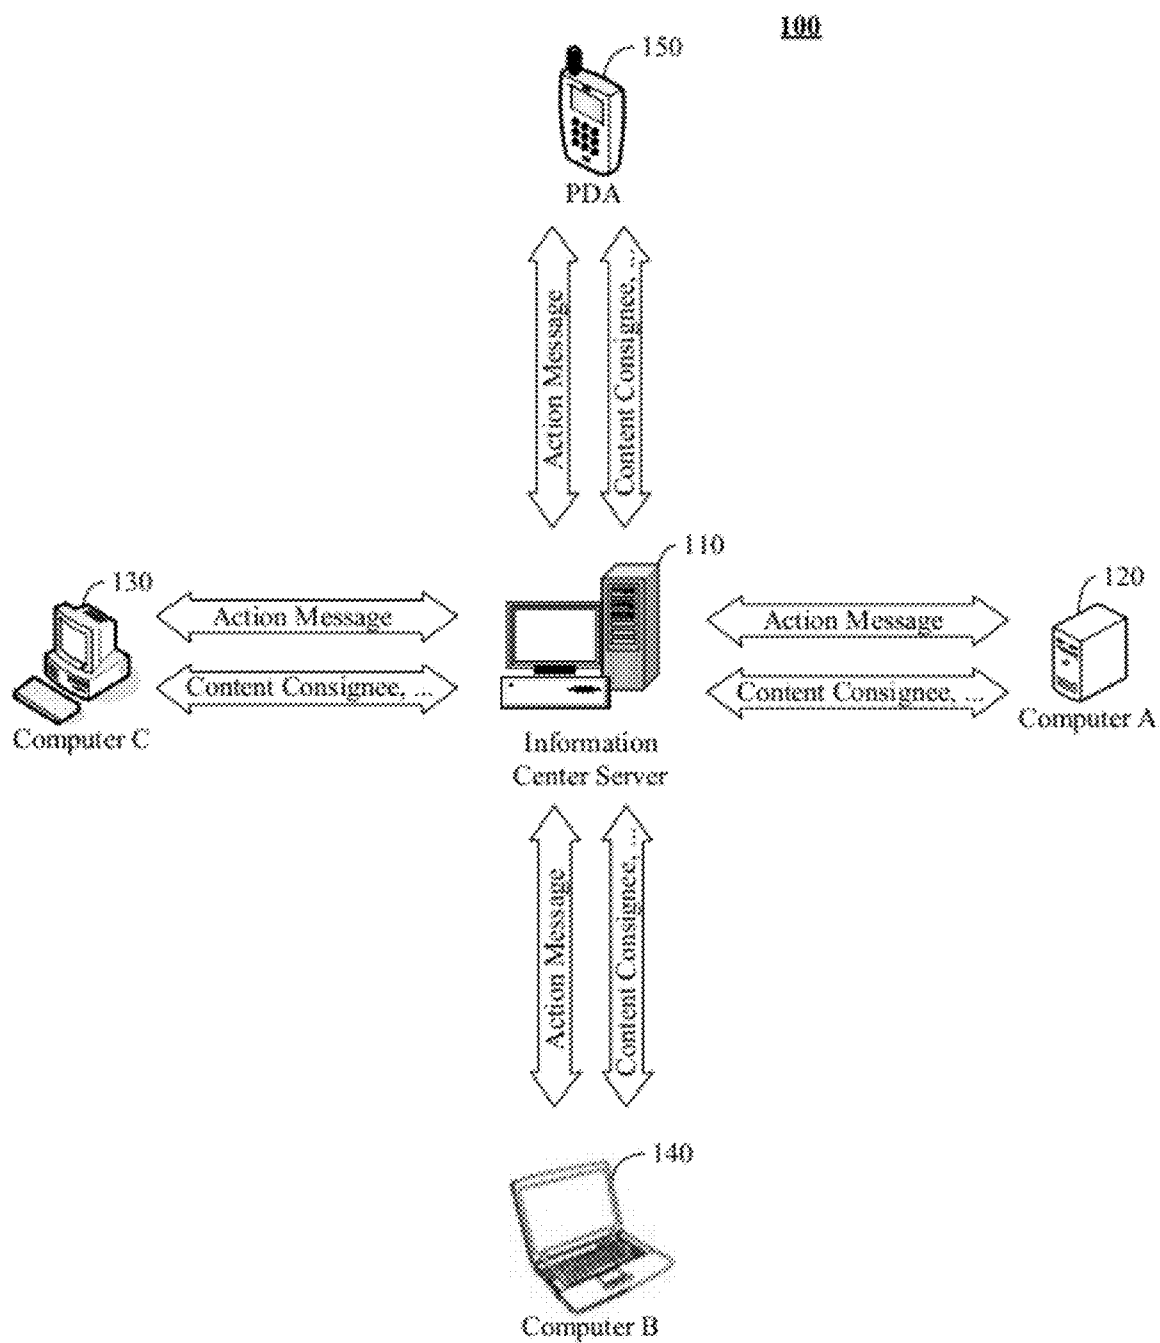 100
150
PDA
Action Message
Content Consignee, ...
110
130
120
Action Message
Action Message
Content Consignee, ...
Content Consignee, ...
Computer C
Computer A
Information
Center Server
Action Message
Content Consignee, ...
140
Computer B